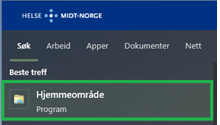 HELSE MIDT-NORGE
Søk Arbeid Apper Dokumenter Nett
Beste treff
Hjemmeområde
Program